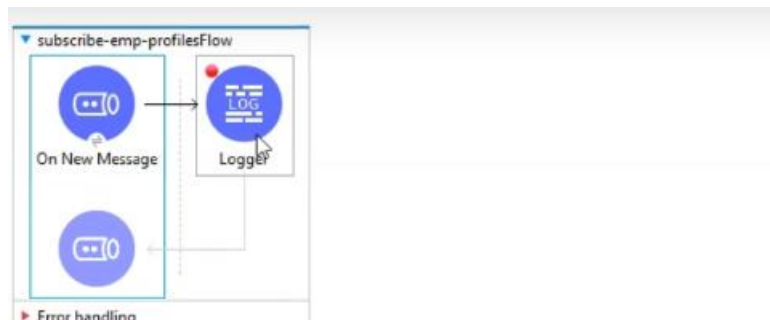 subscribe-emp-profilesFlow
LOG
On New Message
Logger
Error handling